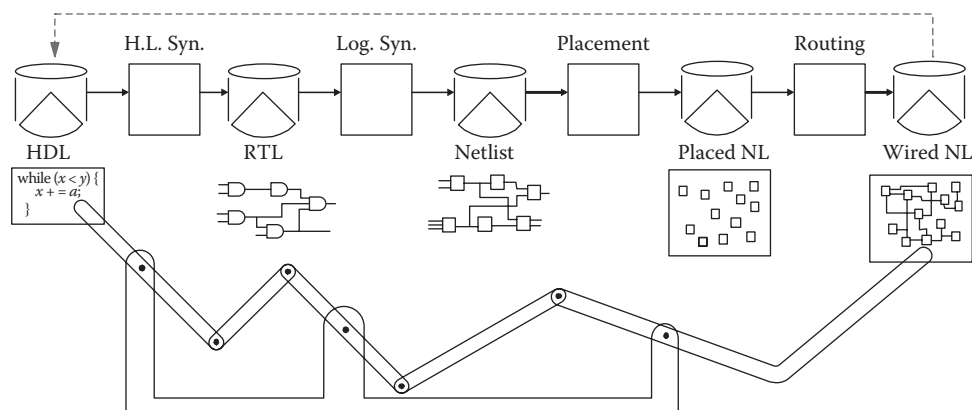 H.L. Syn.
Log. Syn.
Placement
Routing
HDL
RTL
Netlist
Placed NL
Wired NL
while (x < y) {
x + = a;
}